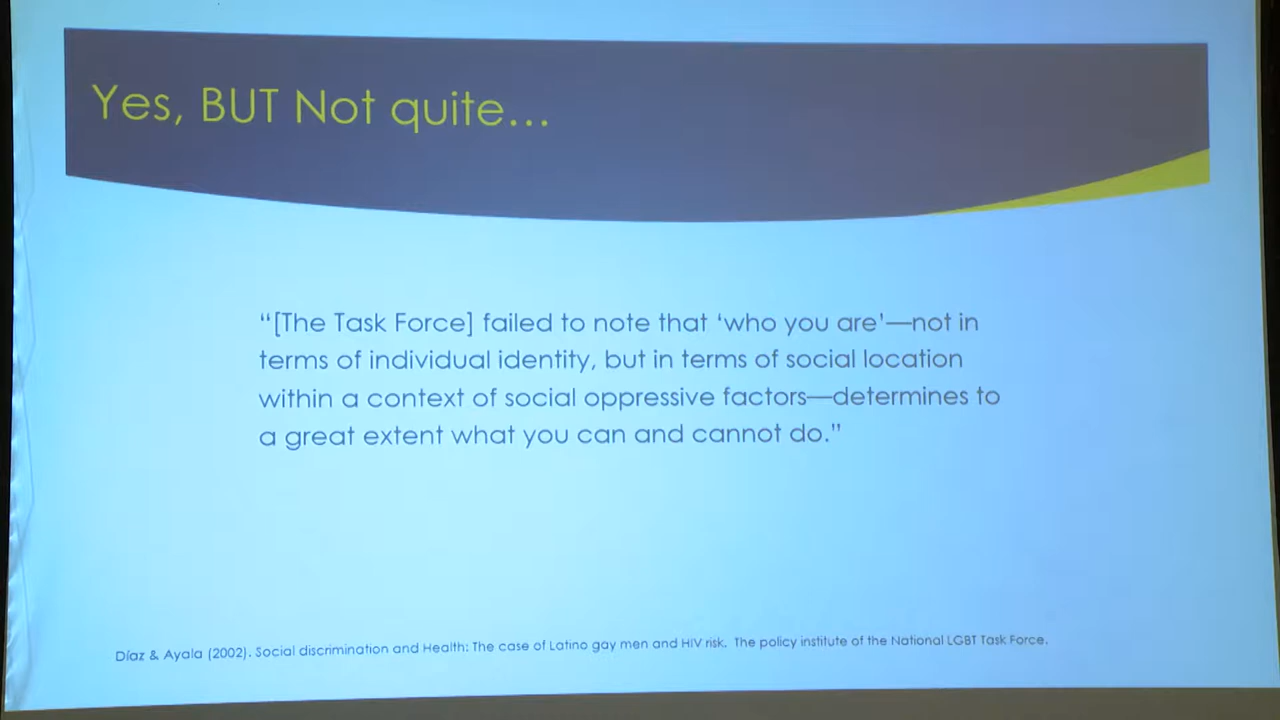 Yes, BUT Not quite…
“[The Task Force] failed to note that ‘who you are’—not in
terms of individual identity, but in terms of social location
within a context of social oppressive factors—determines to
a great extent what you can and cannot do.”
Díaz & Ayala (2002). Social discrimination and Health: The case of Latino gay men and HIV risk.  The policy institute of the National LGBT Task Force.